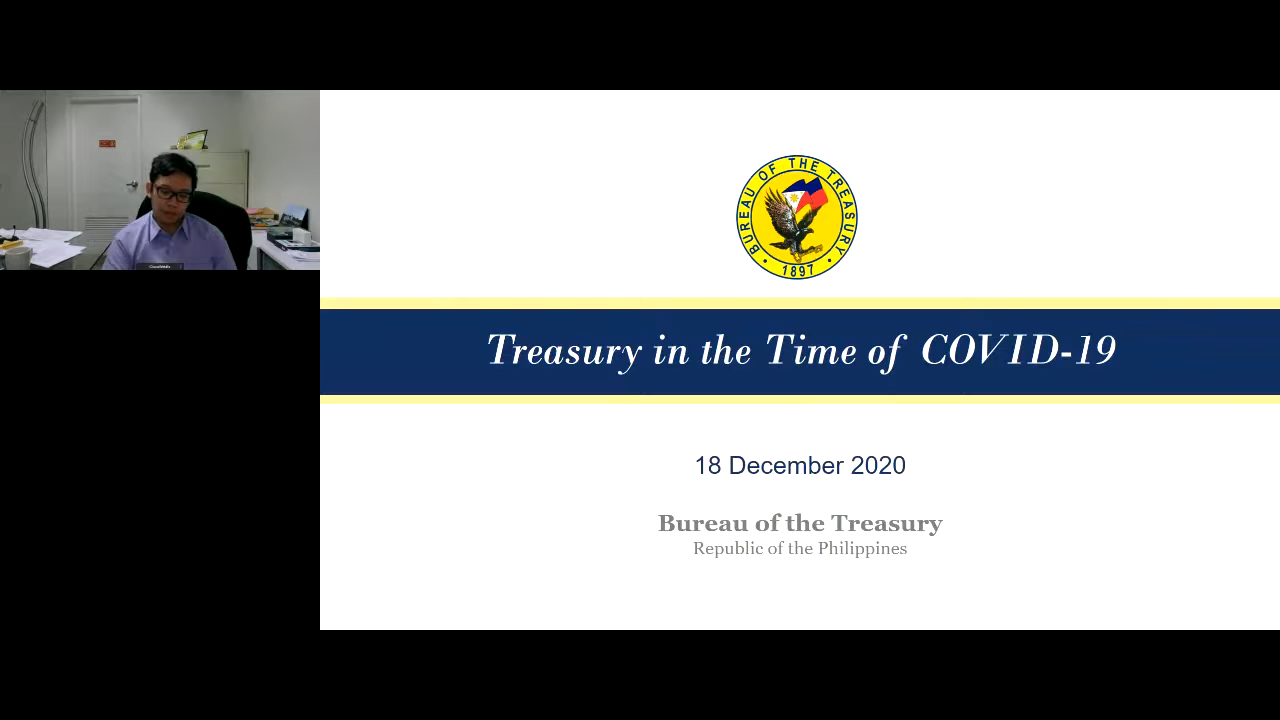 BUREAU OF THE TREASURY
1897
Treasury in the Time of COVID-19
18 December 2020
Bureau of the Treasury
Republic of the Philippines